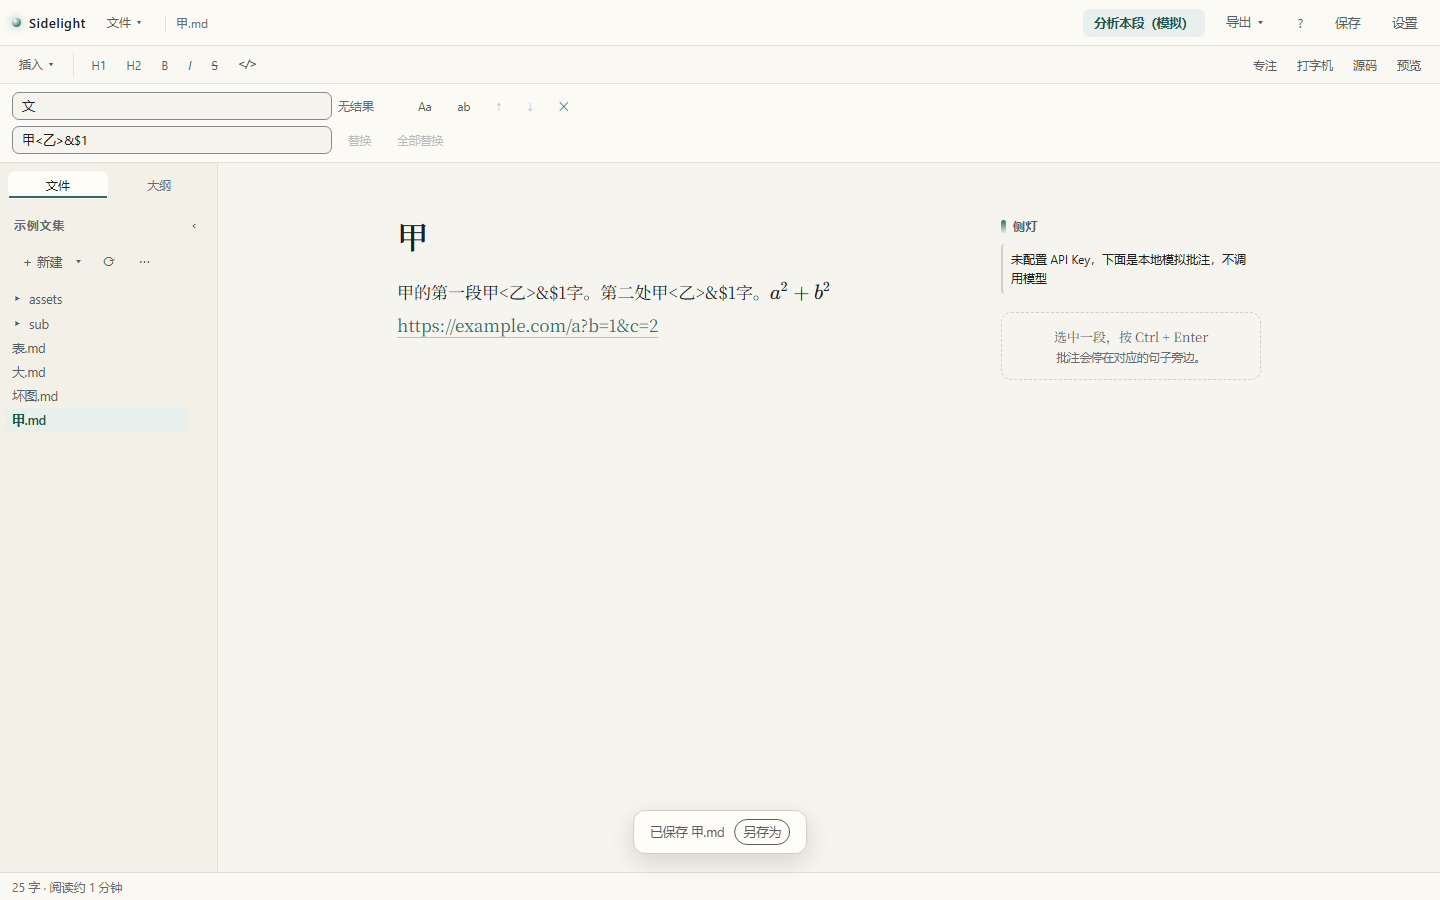 Sidelight 文件 甲.md 分析本段（模拟） 导出 ? 保存 设置
插入 H1 H2 B I S </> 专注 打字机 源码 预览
文 无结果 Aa ab ↑ ↓ ×
甲<乙>&$1 替换 全部替换
文件 大纲
示例文集 ‹
+ 新建 ⟳ ···
assets
sub
表.md
大.md
坏图.md
甲.md
甲
甲的第一段甲<乙>&$1字。第二处甲<乙>&$1字。a² + b²
https://example.com/a?b=1&c=2
侧灯
未配置 API Key，下面是本地模拟批注，不调
用模型
选中一段，按 Ctrl + Enter
批注会停在对应的句子旁边。
已保存 甲.md 另存为
25 字 · 阅读约 1 分钟